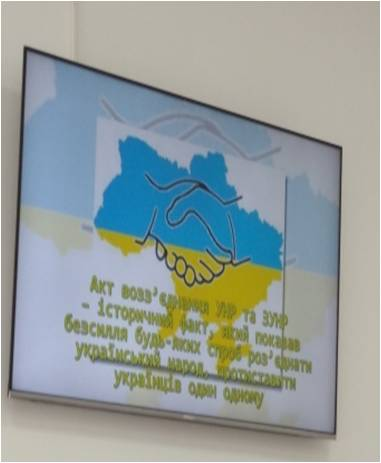 Акт возз'єднання УНР та ЗУНР
– історичний факт, який показав
безсилля будь-яких спроб роз'єднати
український народ, протиставити
українців один одному